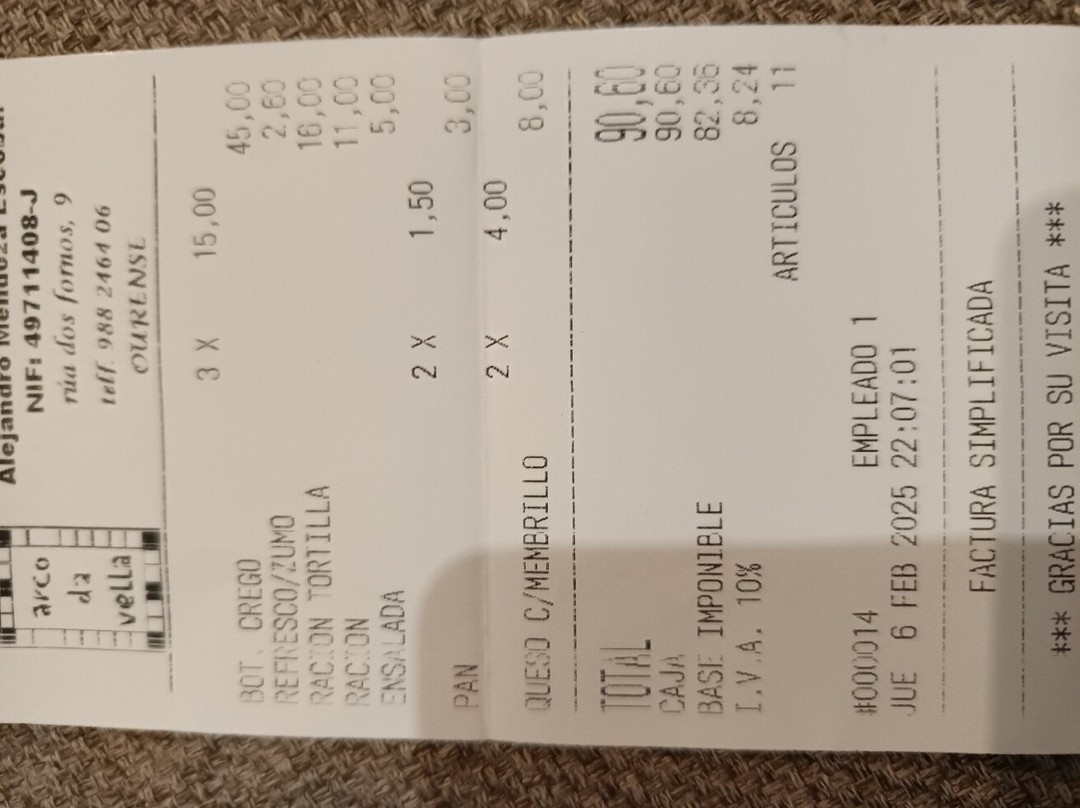 arco
da
vella
Alejandro Mendoza Escobar
NIF: 49711408-J
rúa dos fornos, 9
telf. 988 2464 06
OURENSE
3 X 15,00
BOT. CREGO 45,00
REFRESCO/ZUMO 2,60
RACION TORTILLA 16,00
RACION 11,00
ENSALADA 5,00
2 X 1,50
PAN 3,00
2 X 4,00
QUESO C/MEMBRILLO 8,00
TOTAL 90,60
CAJA 90,60
BASE IMPONIBLE 82,36
I.V.A. 10% 8,24
ARTICULOS 11
#000014 EMPLEADO 1
JUE 6 FEB 2025 22:07:01
FACTURA SIMPLIFICADA
*** GRACIAS POR SU VISITA ***